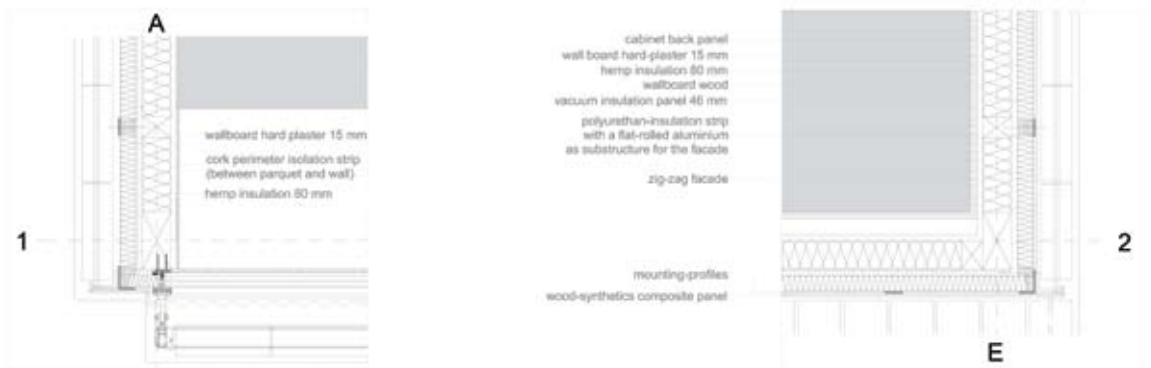 A
wallboard hard plaster 15 mm
cork perimeter isolation strip
(between parquet and wall)
hemp insulation 80 mm
1
cabinet back panel
wall board hard-plaster 15 mm
hemp insulation 80 mm
wallboard wood
vacuum insulation panel 46 mm
polyurethan-insulation strip
with a flat-rolled aluminium
as substructure for the facade
zig-zag facade
2
mounting-profiles
wood-synthetics composite panel
E